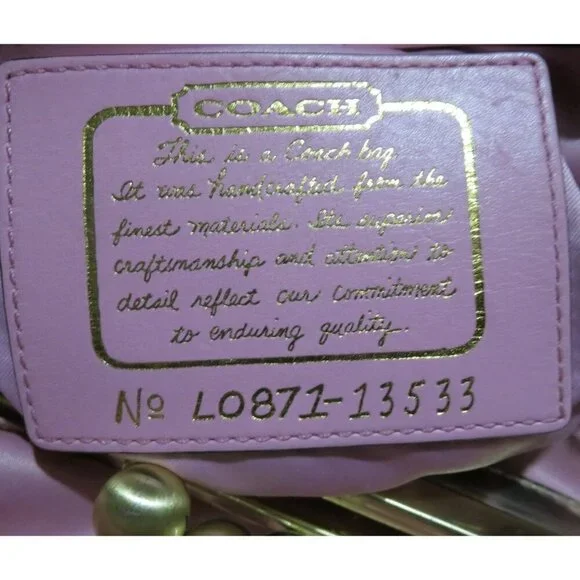 COACH
This is a Coach bag.
It was handcrafted from the
finest materials. Its superior
craftsmanship and attention to
detail reflect our commitment
to enduring quality.
No L0871-13533